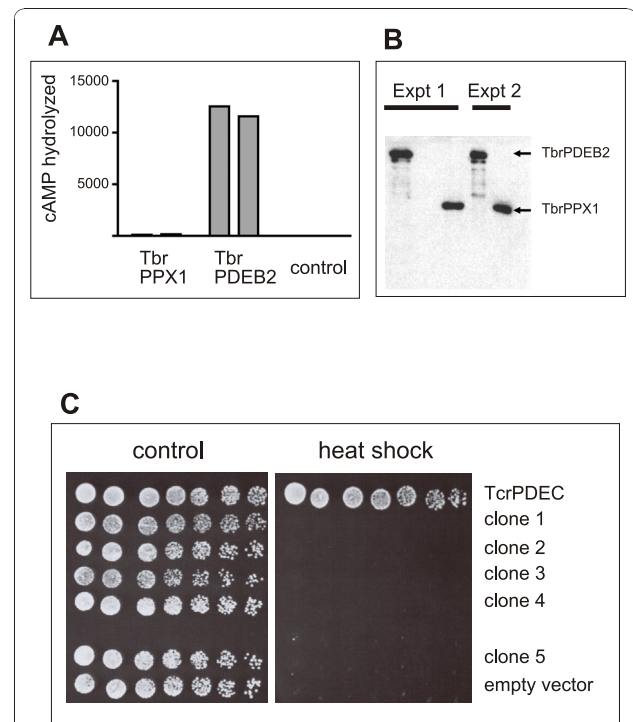 A
cAMP hydrolyzed
15000
10000
5000
Tbr
PPX1
Tbr
PDEB2
control
B
Expt 1 Expt 2
TbrPDEB2
TbrPPX1
C
control heat shock
TcrPDEC
clone 1
clone 2
clone 3
clone 4
clone 5
empty vector